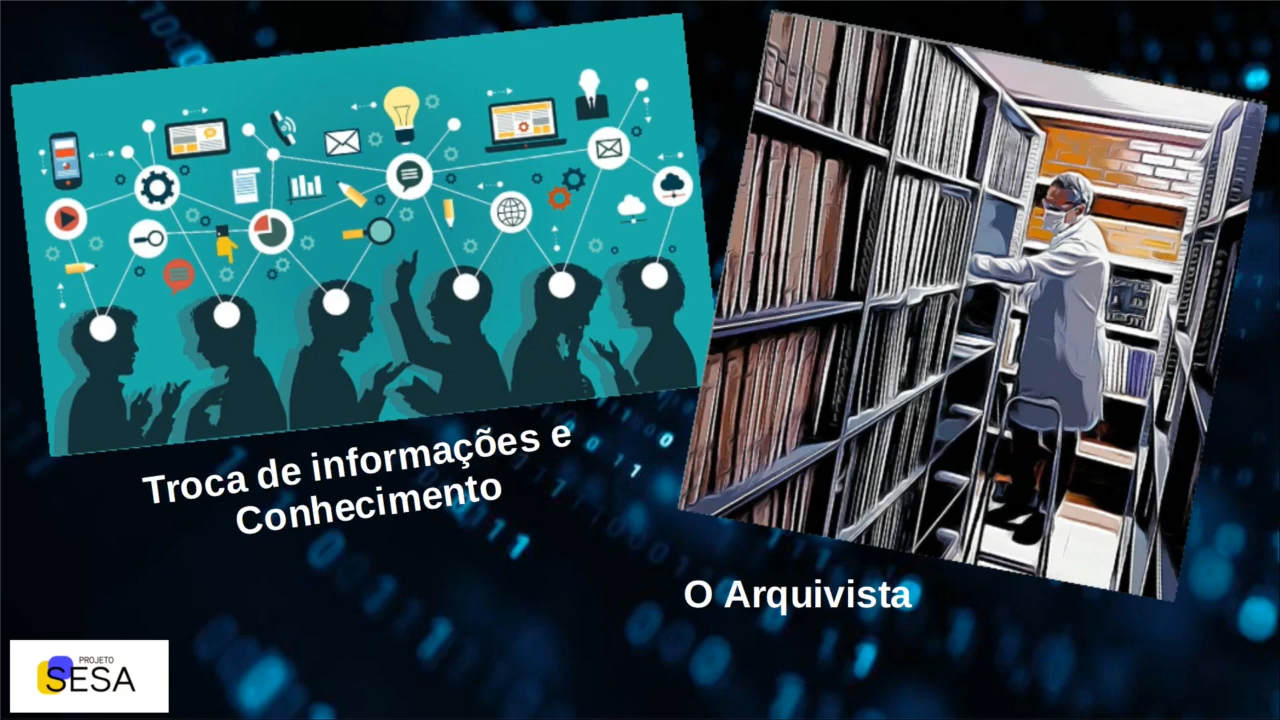 Troca de informações e
Conhecimento
O Arquivista
PROJETO
SESA